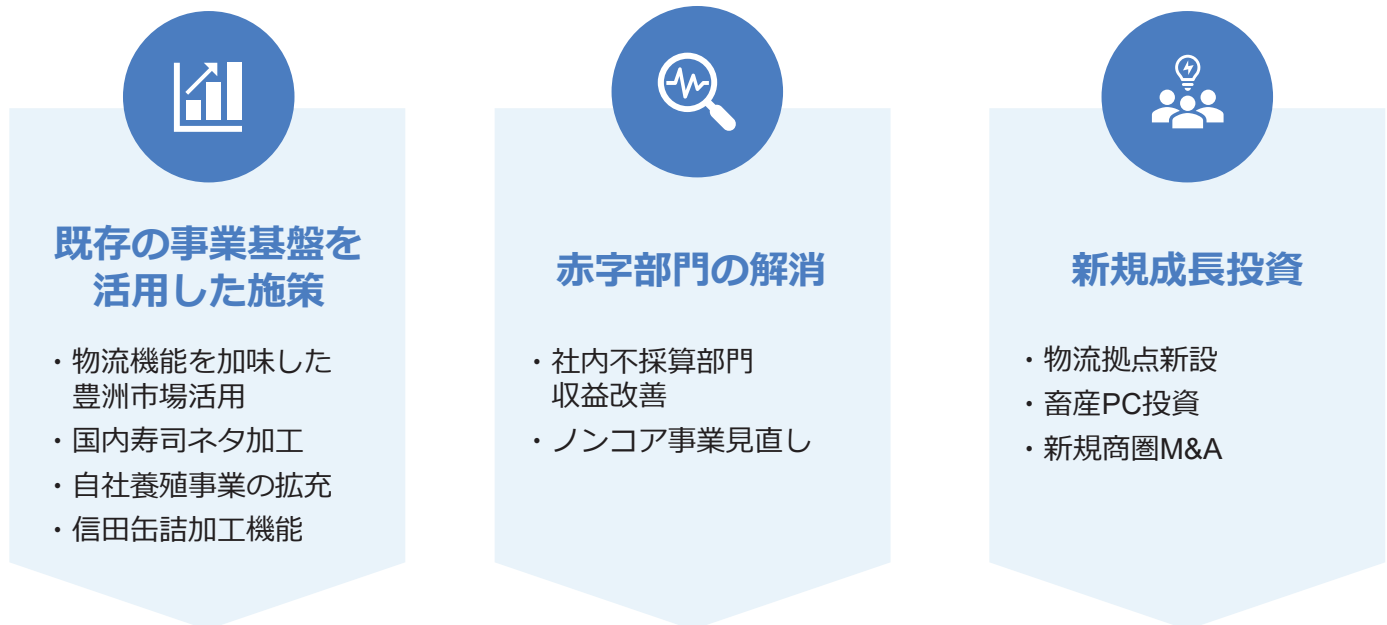 既存の事業基盤を
活用した施策
・物流機能を加味した
豊洲市場活用
・国内寿司ネタ加工
・自社養殖事業の拡充
・信田缶詰加工機能
赤字部門の解消
・社内不採算部門
収益改善
・ノンコア事業見直し
新規成長投資
・物流拠点新設
・畜産PC投資
・新規商圏M&A